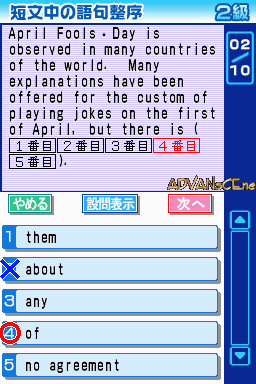 短文中の語句整序 2級
April Fools・Day is
observed in many countries
of the world. Many
explanations have been
offered for the custom of
playing jokes on the first
of April, but there is (
1番目 2番目 3番目 4番目
5番目 ).
02/10
ADVANsCEne
やめる 設問表示 次へ
1 them
about
3 any
4 of
5 no agreement